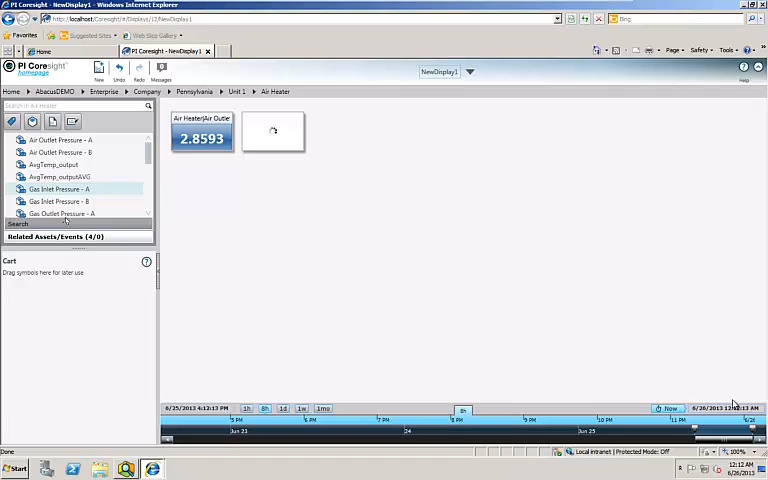 PI Coresight - NewDisplay1 - Windows Internet Explorer
http://localhost/Coresight/#/Displays/12/NewDisplay1
Bing
Favorites
Suggested Sites
Web Slice Gallery
Home
PI Coresight - NewDisplay1
Page
Safety
Tools
PI Coresight
homepage
New
Undo
Redo
Messages
NewDisplay1
Help
Home
AbacusDEMO
Enterprise
Company
Pennsylvania
Unit 1
Air Heater
Search in Air Heater
Air Heater|Air Outle
2.8593
Air Outlet Pressure - A
Air Outlet Pressure - B
AvgTemp_output
AvgTemp_outputAVG
Gas Inlet Pressure - A
Gas Inlet Pressure - B
Gas Outlet Pressure - A
Search
Related Assets/Events (4/0)
Cart
?
Drag symbols here for later use
6/25/2013 4:12:13 PM
1h
8h
1d
1w
1mo
8h
Now
6/26/2013 12:12:13 AM
5 PM
6 PM
7 PM
8 PM
9 PM
10 PM
11 PM
Jun 23
24
Jun 25
Done
Local intranet | Protected Mode: Off
100%
Start
12:12 AM
6/26/2013